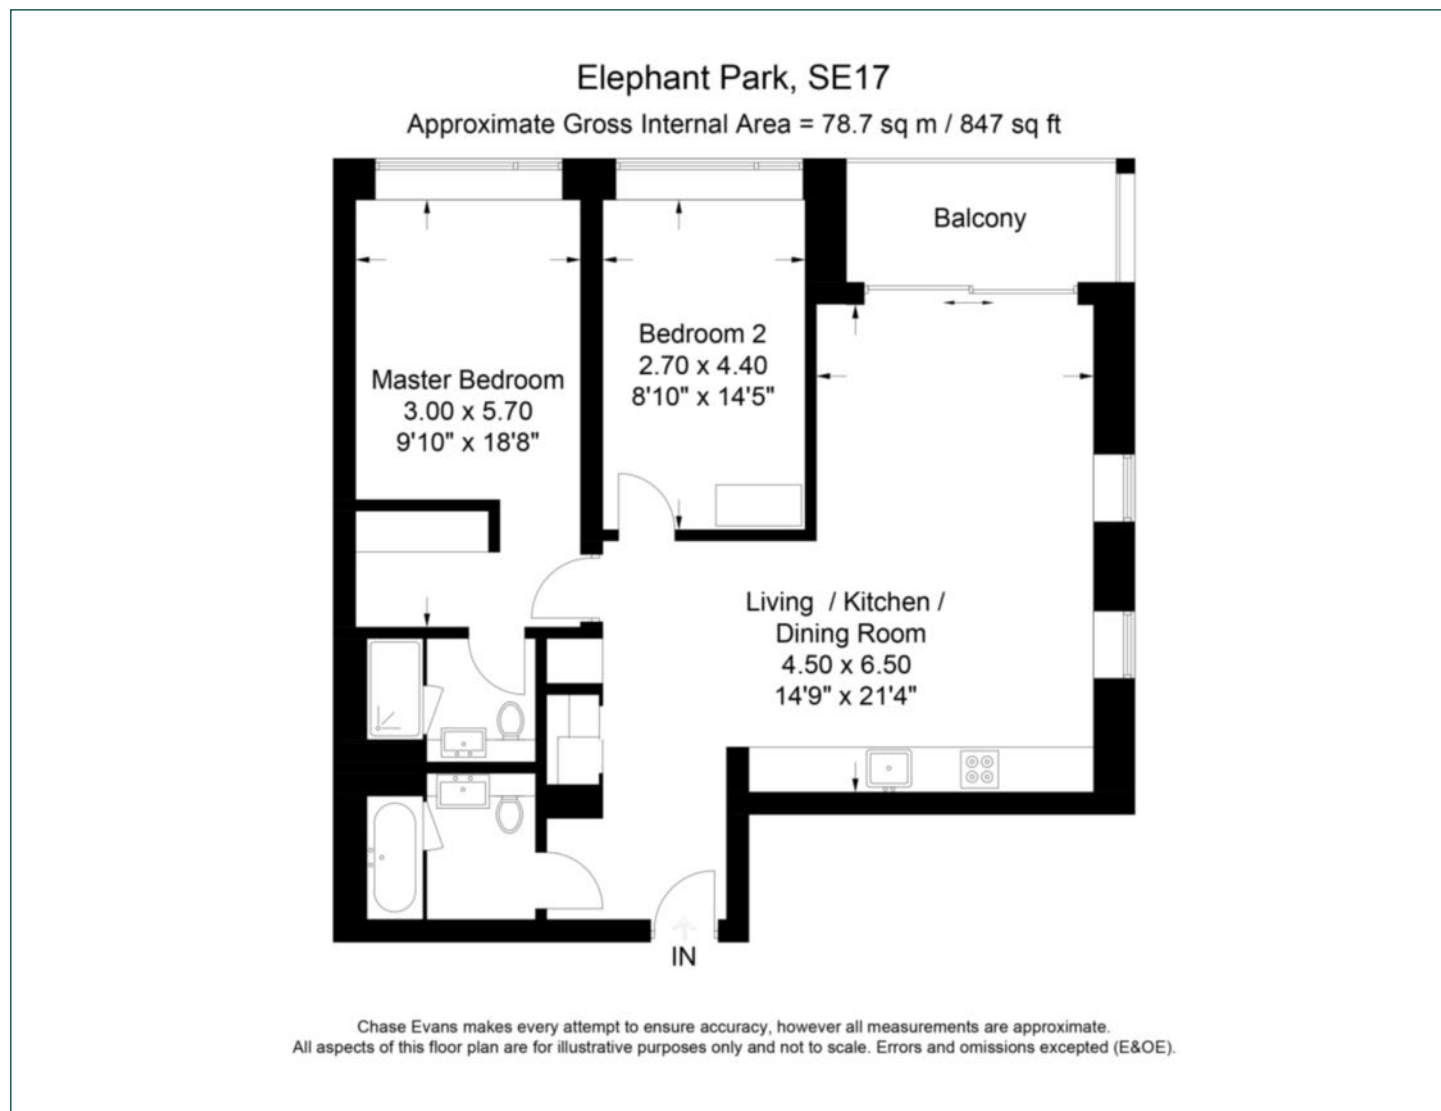 Elephant Park, SE17
Approximate Gross Internal Area = 78.7 sq m / 847 sq ft
Balcony
Bedroom 2
2.70 x 4.40
8'10" x 14'5"
Master Bedroom
3.00 x 5.70
9'10" x 18'8"
Living / Kitchen /
Dining Room
4.50 x 6.50
14'9" x 21'4"
IN
Chase Evans makes every attempt to ensure accuracy, however all measurements are approximate.
All aspects of this floor plan are for illustrative purposes only and not to scale. Errors and omissions excepted (E&OE).